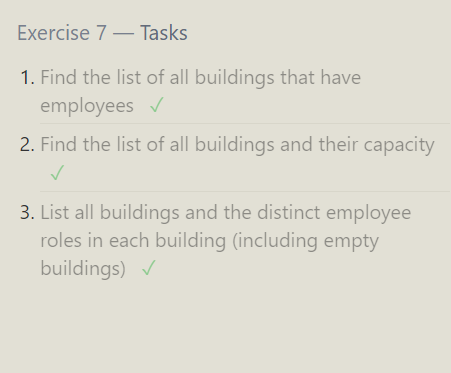 Exercise 7 — Tasks
1. Find the list of all buildings that have
employees ✓
2. Find the list of all buildings and their capacity
✓
3. List all buildings and the distinct employee
roles in each building (including empty
buildings) ✓